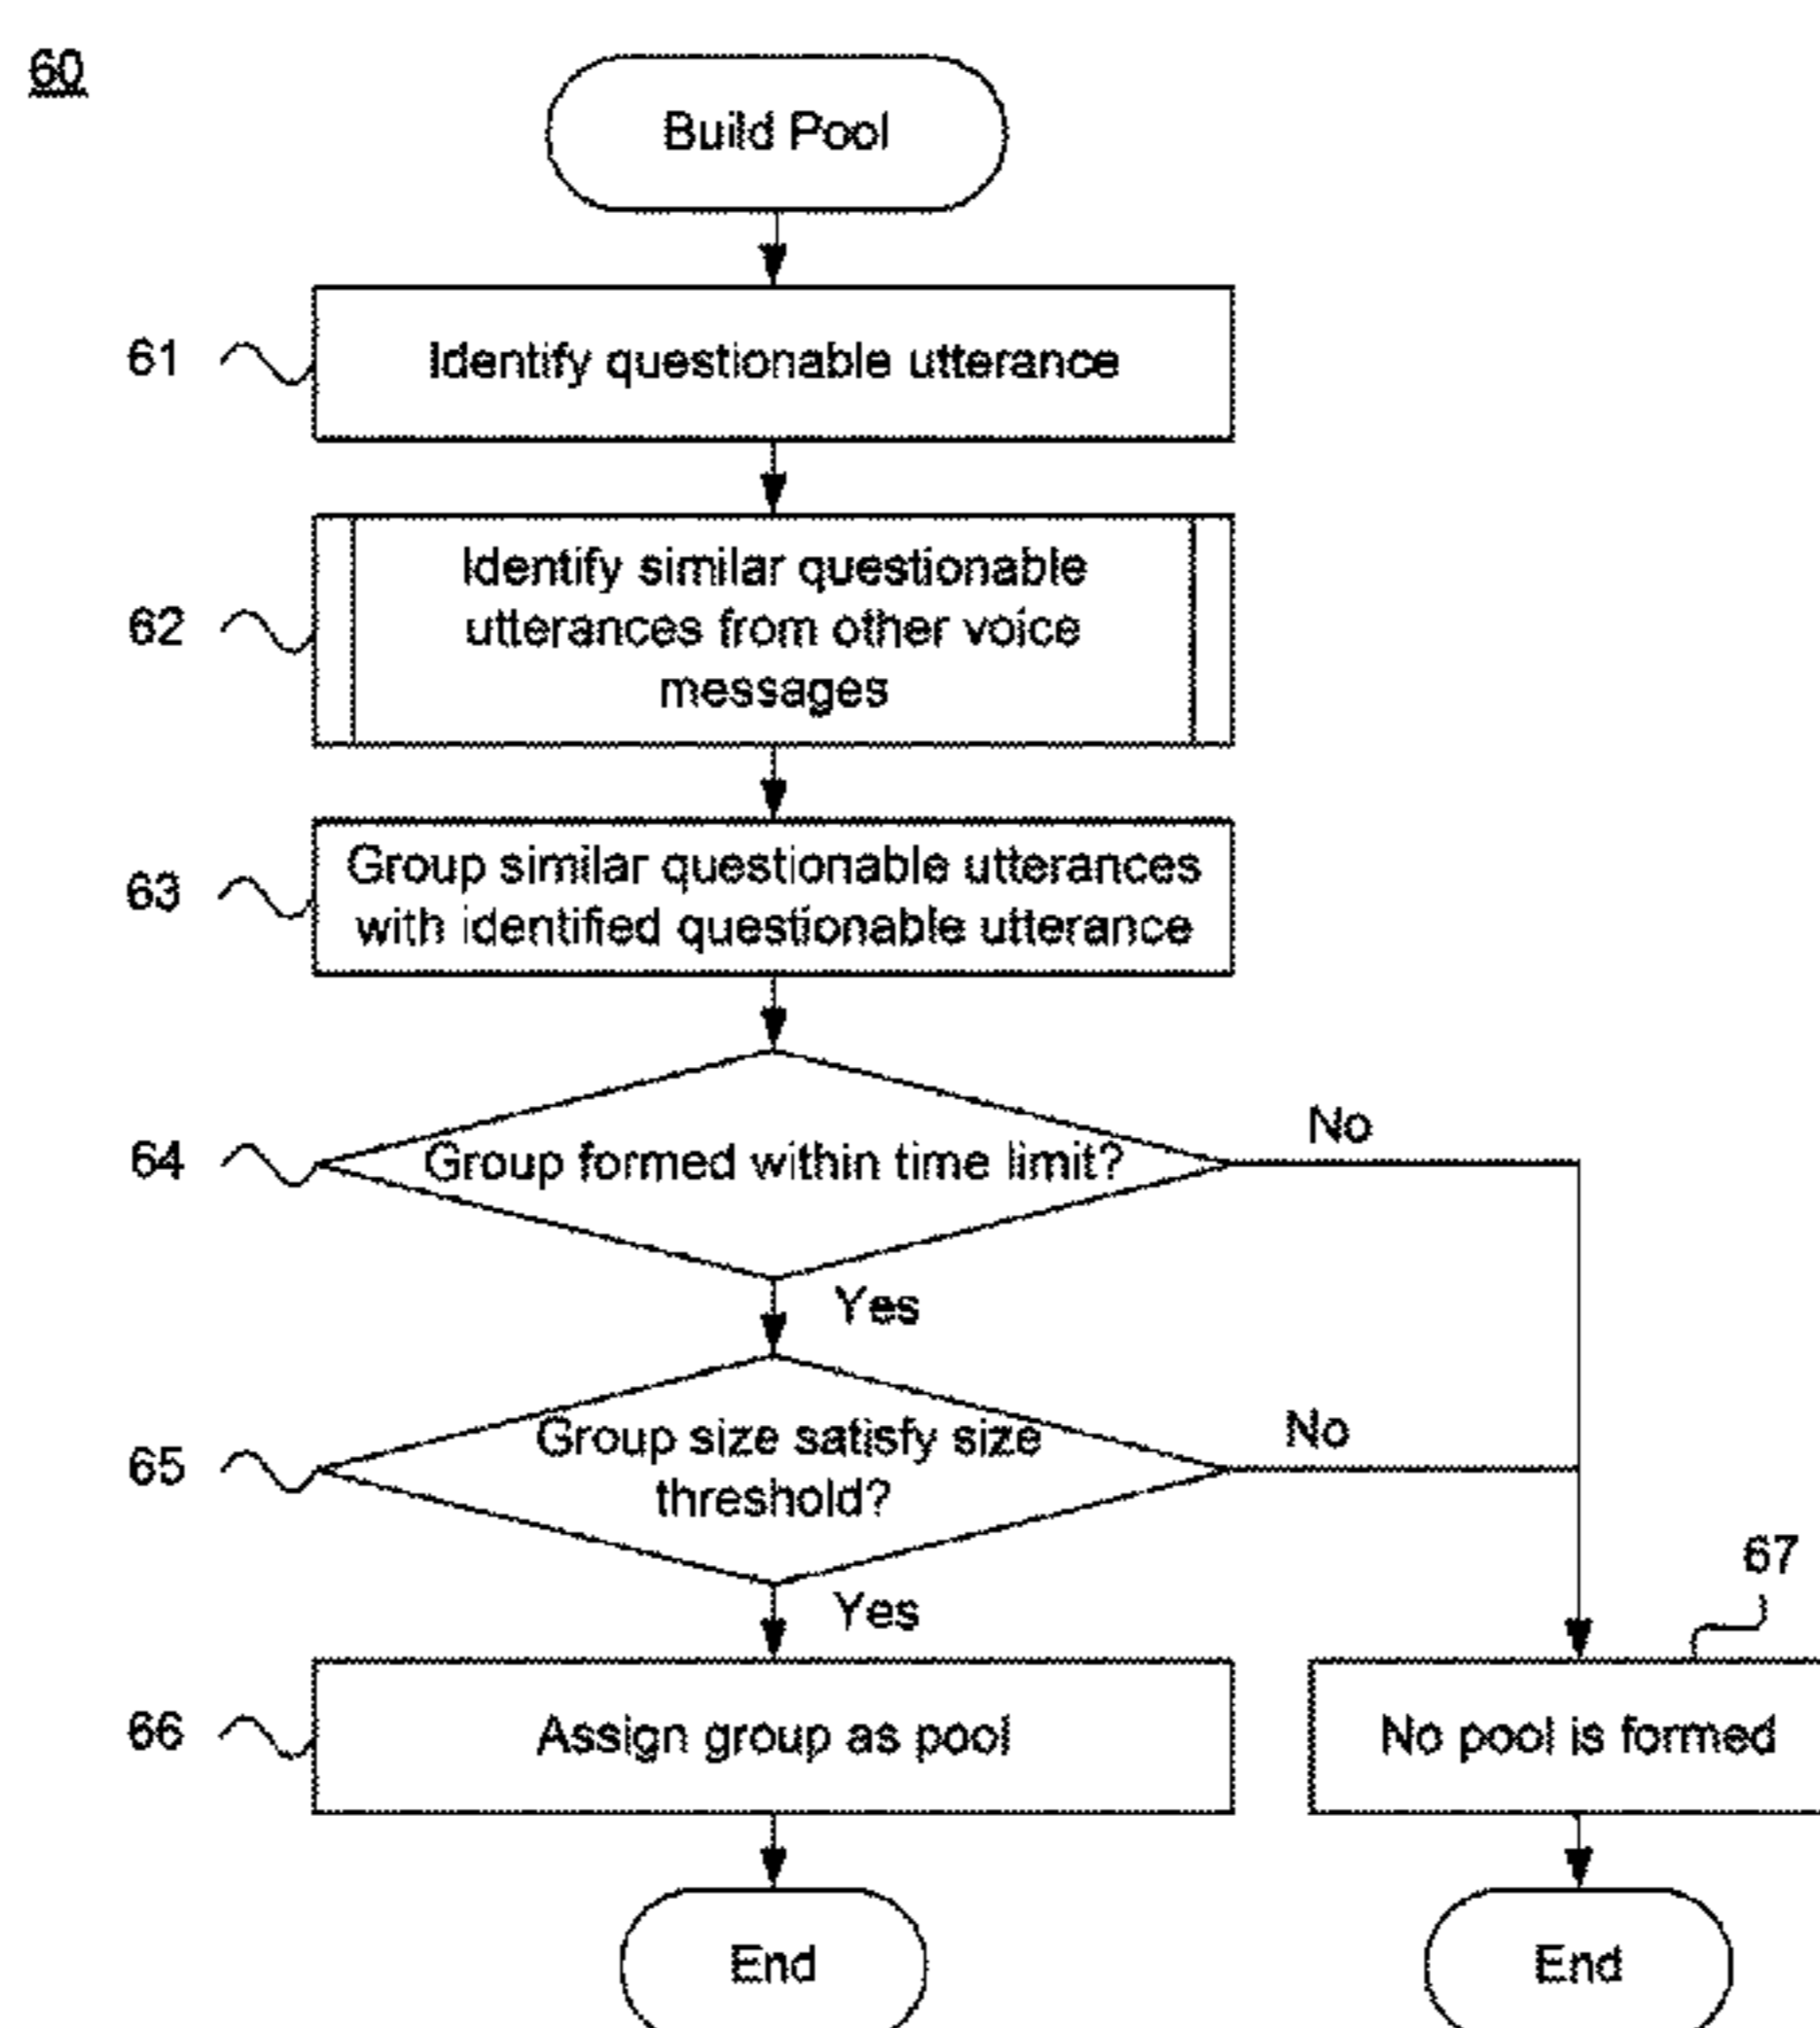 60
Build Pool
61
Identify questionable utterance
62
Identify similar questionable
utterances from other voice
messages
63
Group similar questionable utterances
with identified questionable utterance
64
Group formed within time limit?
No
Yes
65
Group size satisfy size
threshold?
No
Yes
67
66
Assign group as pool
No pool is formed
End
End